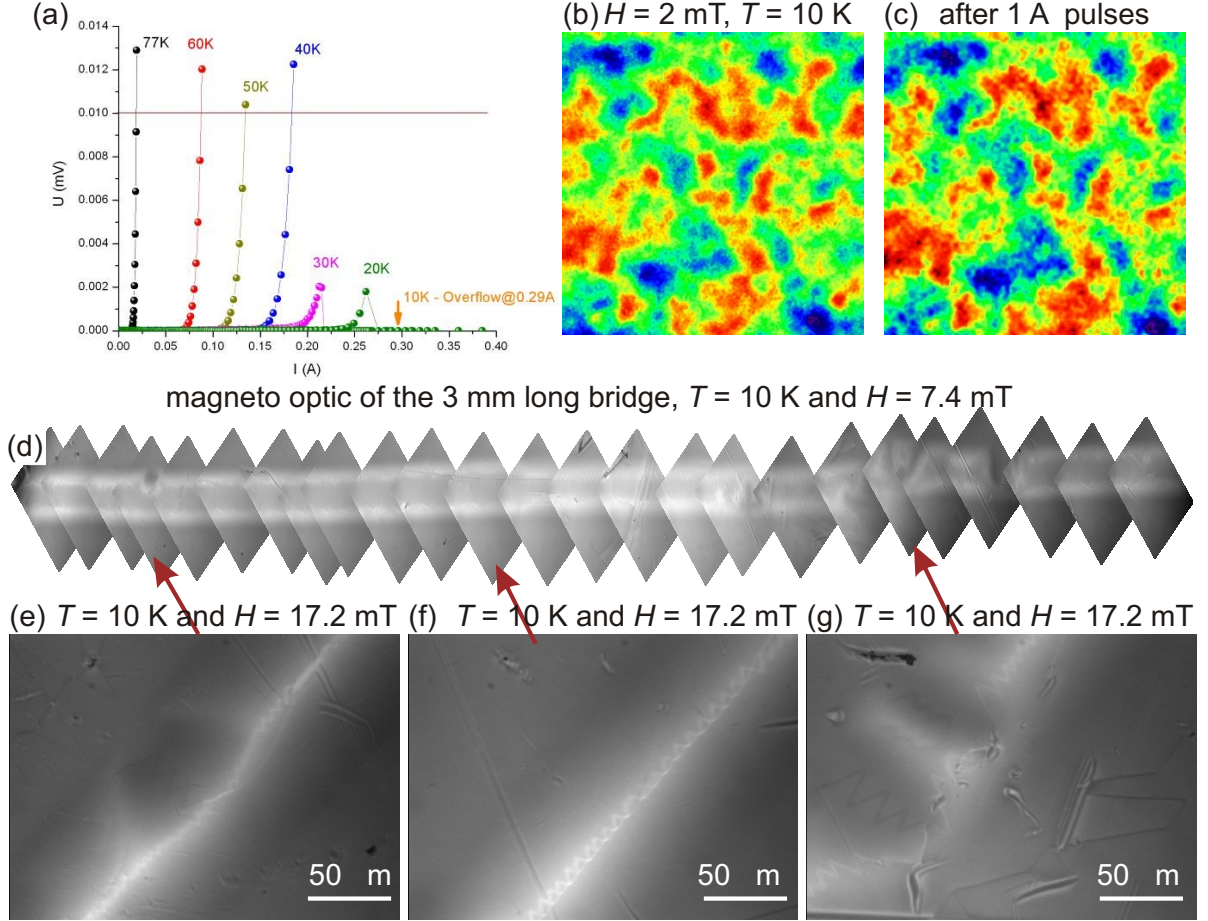 (a)
(b) H = 2 mT, T = 10 K
(c) after 1 A pulses
0.014
0.012
0.010
0.008
0.006
0.004
0.002
0.000
U (mV)
77K
60K
50K
40K
30K
20K
10K - Overflow@0.29A
0.00 0.05 0.10 0.15 0.20 0.25 0.30 0.35 0.40
I (A)
magneto optic of the 3 mm long bridge, T = 10 K and H = 7.4 mT
(d)
(e) T = 10 K and H = 17.2 mT
(f) T = 10 K and H = 17.2 mT
(g) T = 10 K and H = 17.2 mT
50 m
50 m
50 m